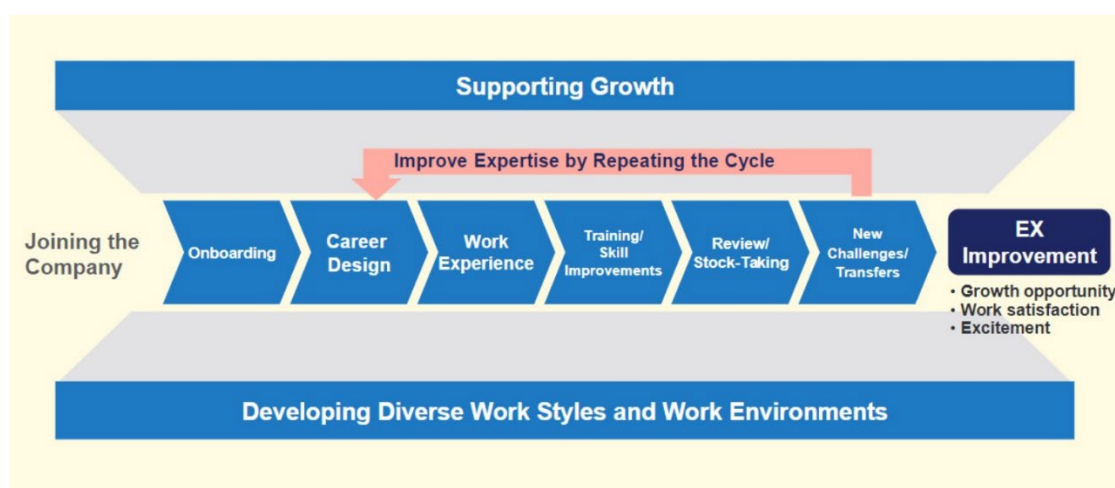 Supporting Growth
Improve Expertise by Repeating the Cycle
Joining the
Company
Onboarding
Career
Design
Work
Experience
Training/
Skill
Improvements
Review/
Stock-Taking
New
Challenges/
Transfers
EX
Improvement
• Growth opportunity
• Work satisfaction
• Excitement
Developing Diverse Work Styles and Work Environments